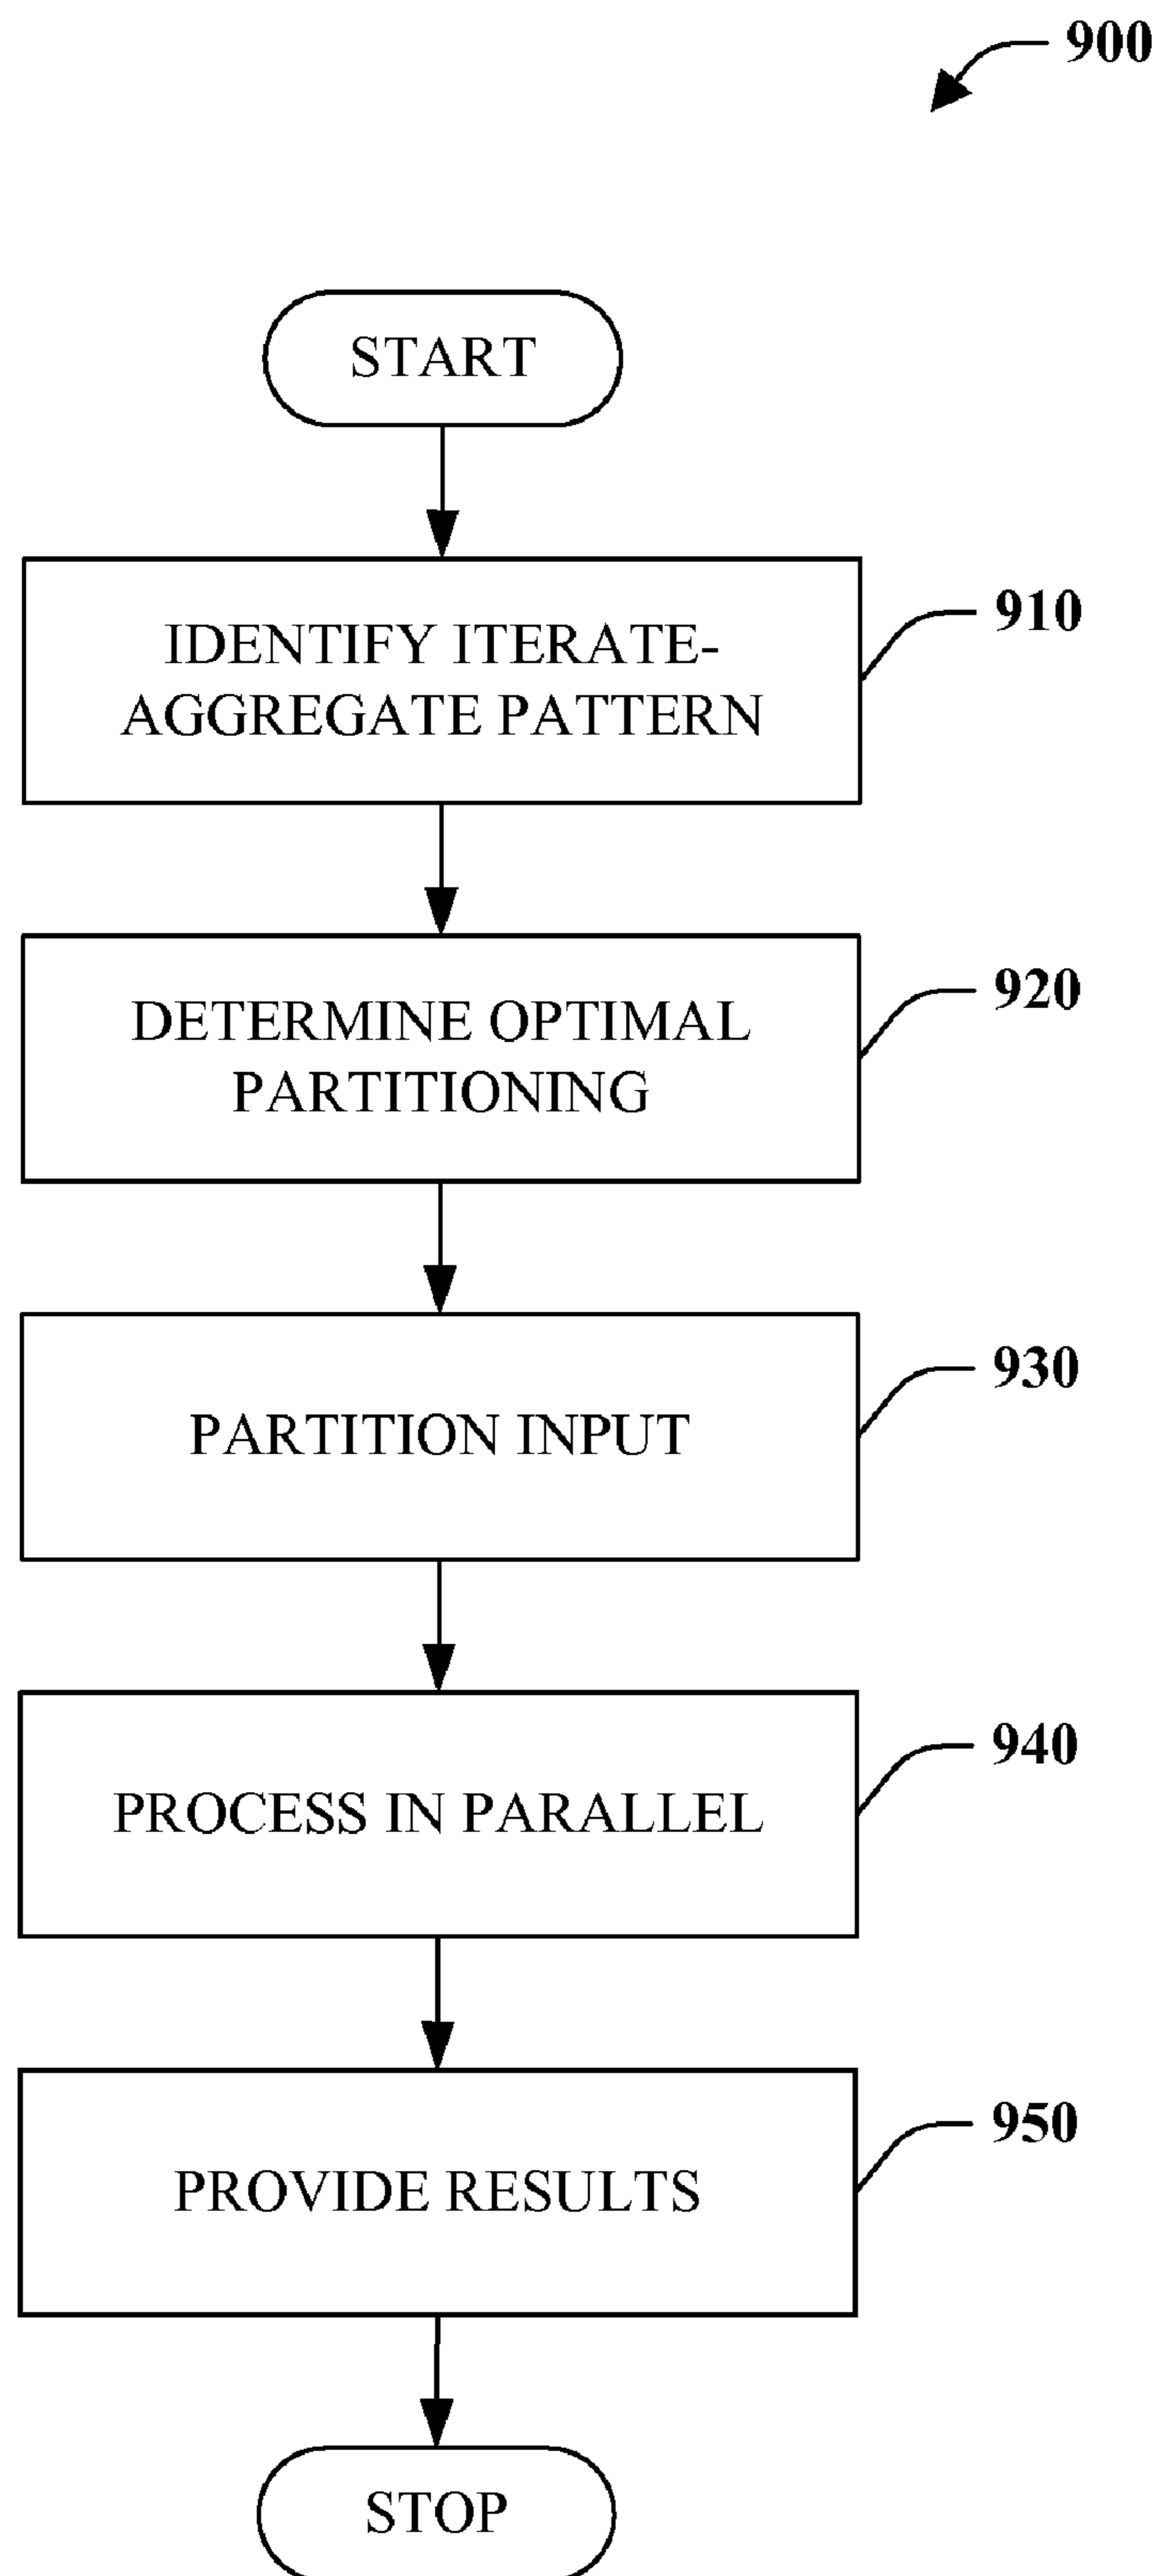 900
START
IDENTIFY ITERATE-
AGGREGATE PATTERN
910
DETERMINE OPTIMAL
PARTITIONING
920
PARTITION INPUT
930
PROCESS IN PARALLEL
940
PROVIDE RESULTS
950
STOP